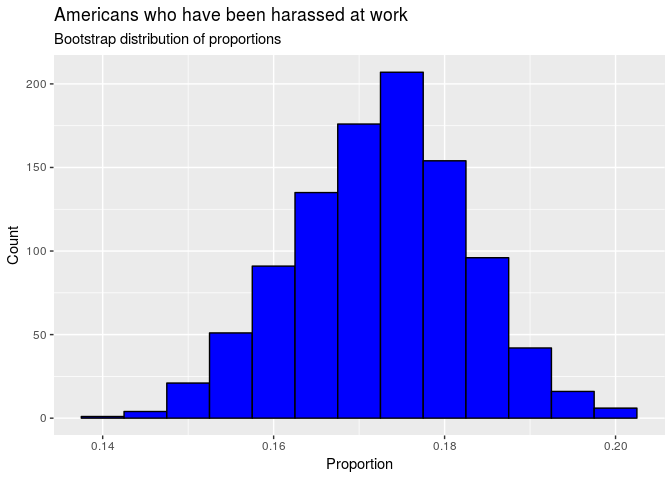 Americans who have been harassed at work
Bootstrap distribution of proportions
200
150
100
50
0
Count
0.14 0.16 0.18 0.20
Proportion